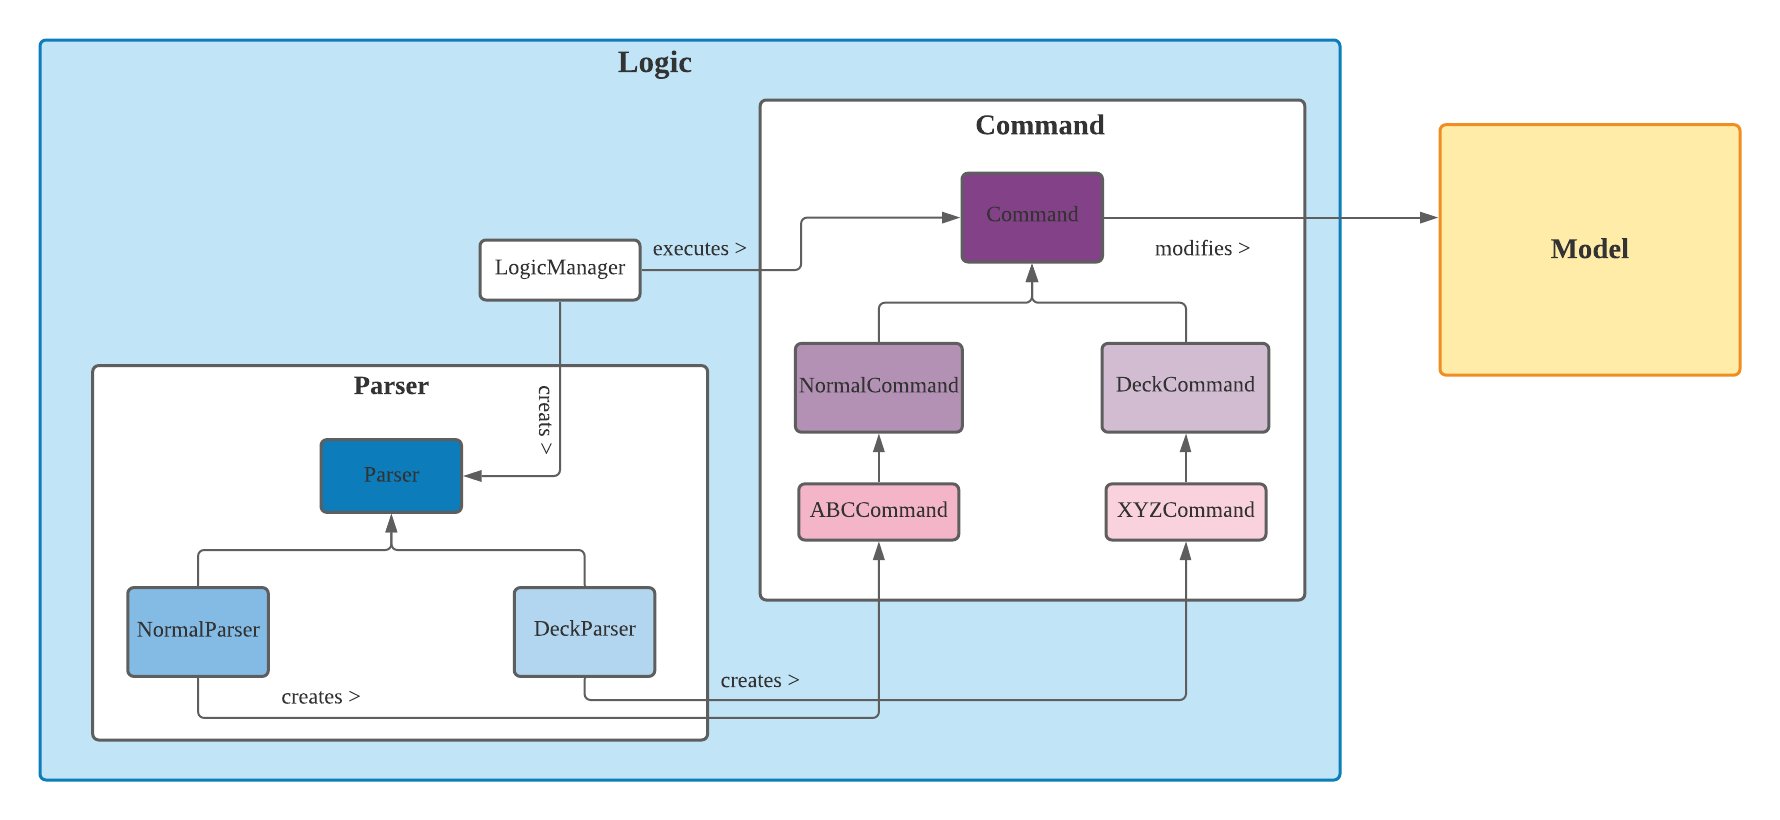 Logic
Command
Command
executes >
modifies >
Model
LogicManager
Parser
creats >
NormalCommand
DeckCommand
Parser
ABCCommand
XYZCommand
NormalParser
DeckParser
creates >
creates >